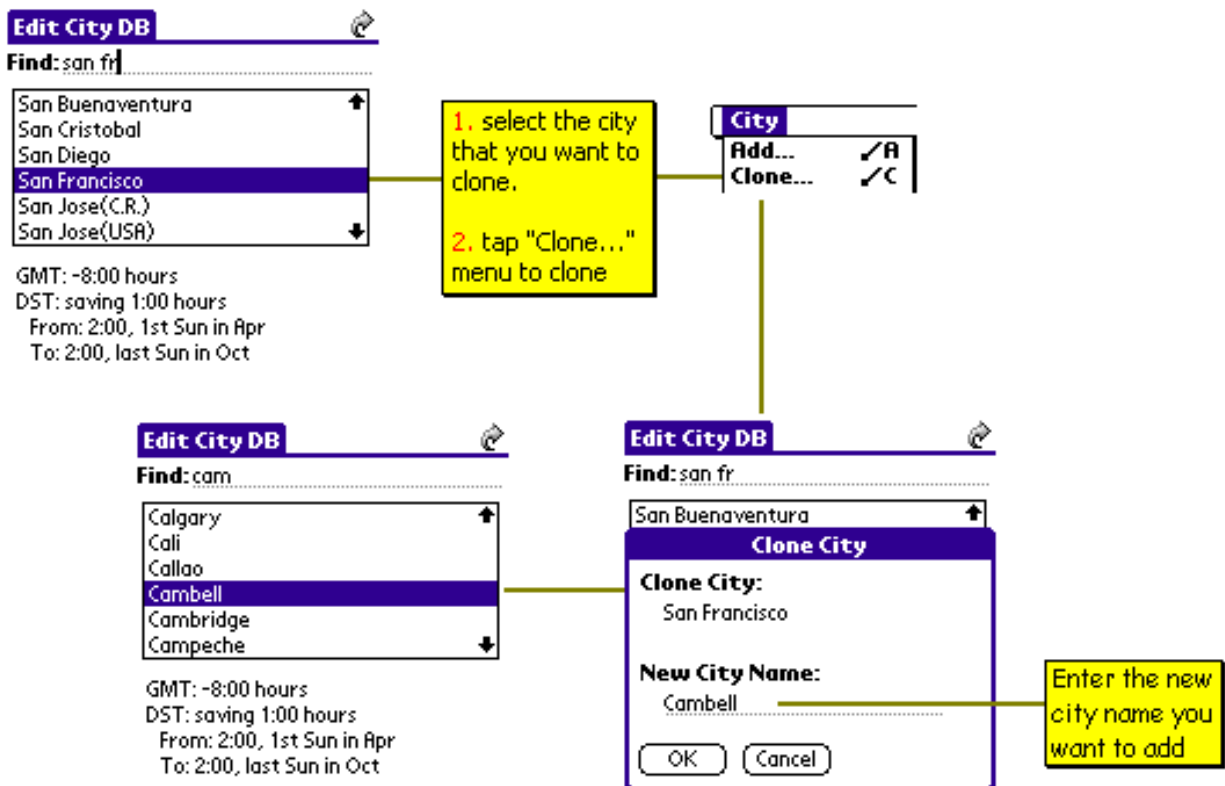 Edit City DB
Find: san fr
San Buenaventura
San Cristobal
San Diego
San Francisco
San Jose(C.R.)
San Jose(USA)
GMT: -8:00 hours
DST: saving 1:00 hours
From: 2:00, 1st Sun in Apr
To: 2:00, last Sun in Oct
1. select the city
that you want to
clone.
2. tap "Clone..."
menu to clone
City
Add... /A
Clone... /C
Edit City DB
Find: cam
Calgary
Cali
Callao
Cambell
Cambridge
Campeche
GMT: -8:00 hours
DST: saving 1:00 hours
From: 2:00, 1st Sun in Apr
To: 2:00, last Sun in Oct
Edit City DB
Find: san fr
San Buenaventura
Clone City
Clone City:
San Francisco
New City Name:
Cambell
OK Cancel
Enter the new
city name you
want to add